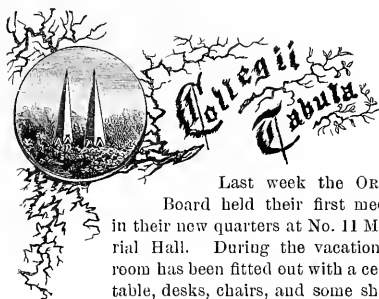 Collegii
Tabula
Last week the OR
Board held their first mee
in their new quarters at No. 11 M
rial Hall. During the vacation
room has been fitted out with a ce
table, desks, chairs, and some sh